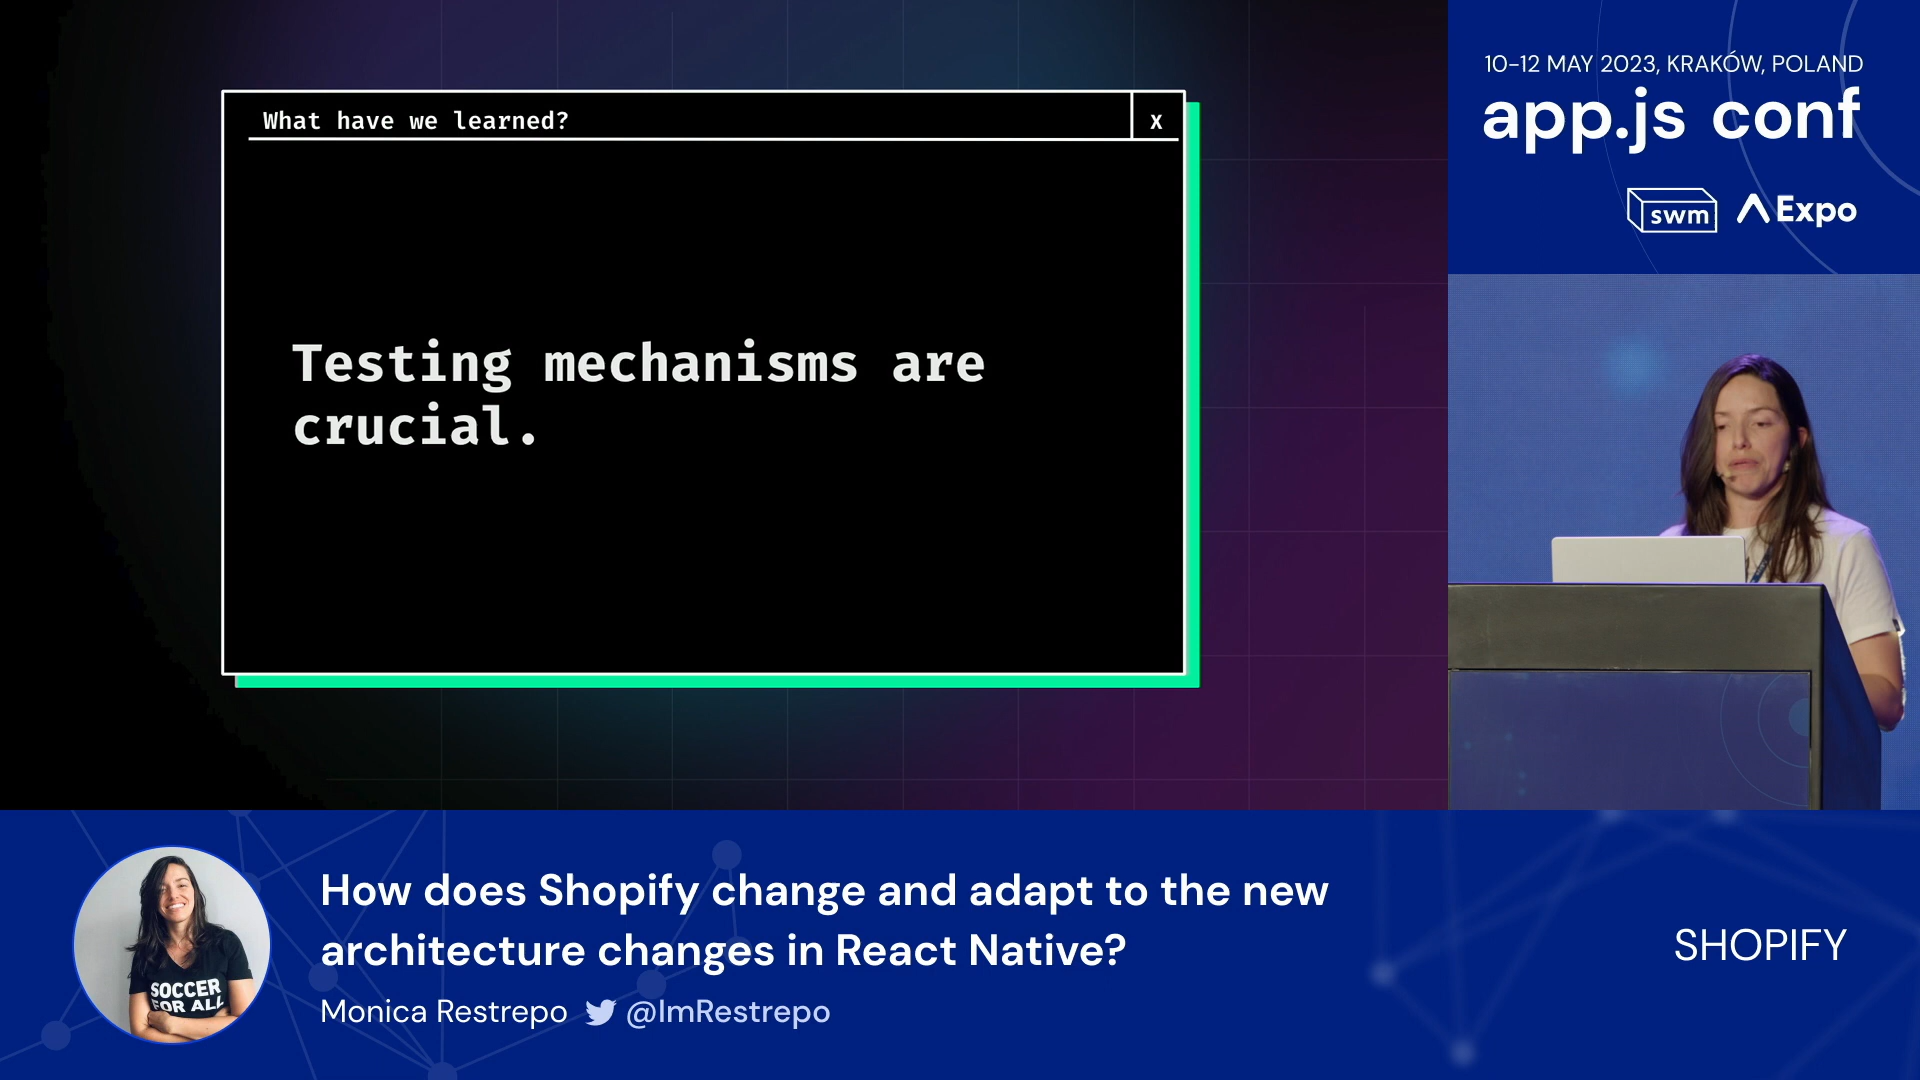 What have we learned?
x
Testing mechanisms are
crucial.
10–12 MAY 2023, KRAKÓW, POLAND
app.js conf
swm
Expo
How does Shopify change and adapt to the new
architecture changes in React Native?
Monica Restrepo @lmRestrepo
SHOPIFY
SOCCER
FOR ALL